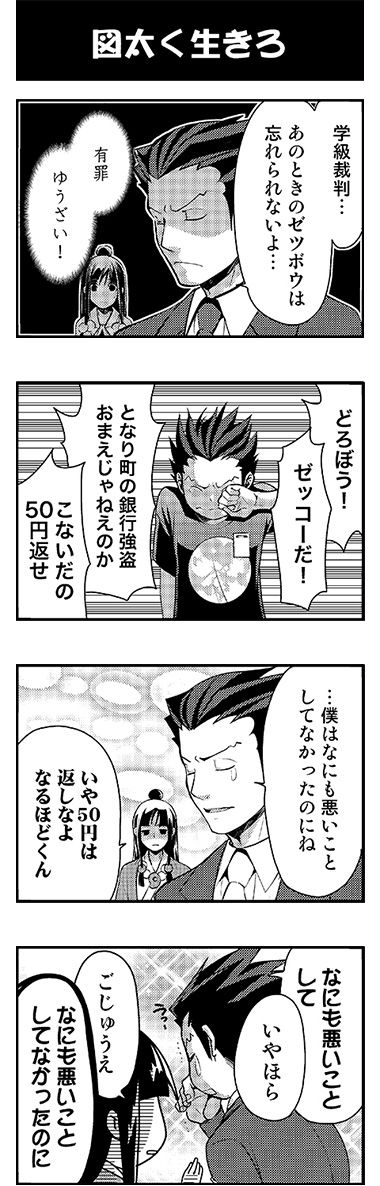 図太く生きろ
学級裁判…
あのときのゼツボウは
忘れられないよ…
有罪
ゆうざい！
どろぼう！
ゼッコーだ！
となり町の銀行強盗
おまえじゃねえのか
こないだの
50円返せ
…僕はなにも悪いこと
してなかったのにね
いや50円は
返しなよ
なるほどくん
なにも悪いこと
して
いやほら
うっ
ごじゅうえ
なにも悪いこと
してなかったのに